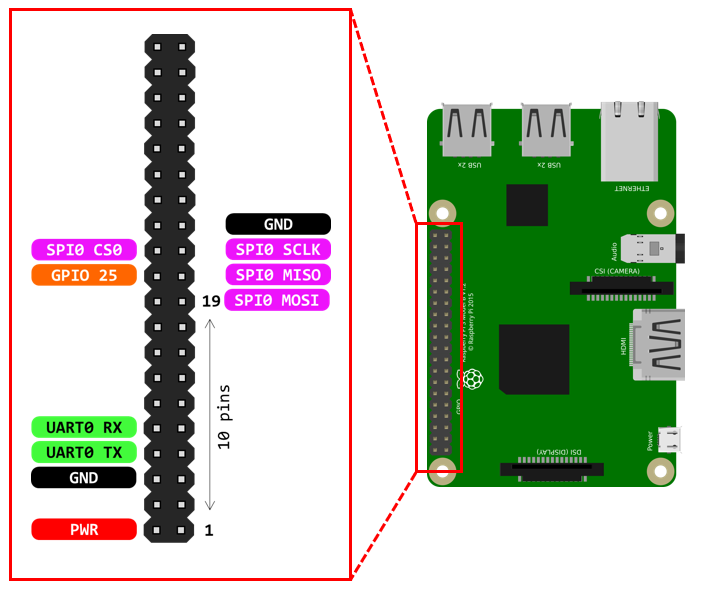 GND
SPI0 CS0
SPI0 SCLK
GPIO 25
SPI0 MISO
19
SPI0 MOSI
10 pins
UART0 RX
UART0 TX
GND
PWR
1
USB 2x
USB 2x
ETHERNET
Audio
CSI (CAMERA)
© Raspberry Pi 2015
HDMI
GPIO
Power
DSI (DISPLAY)